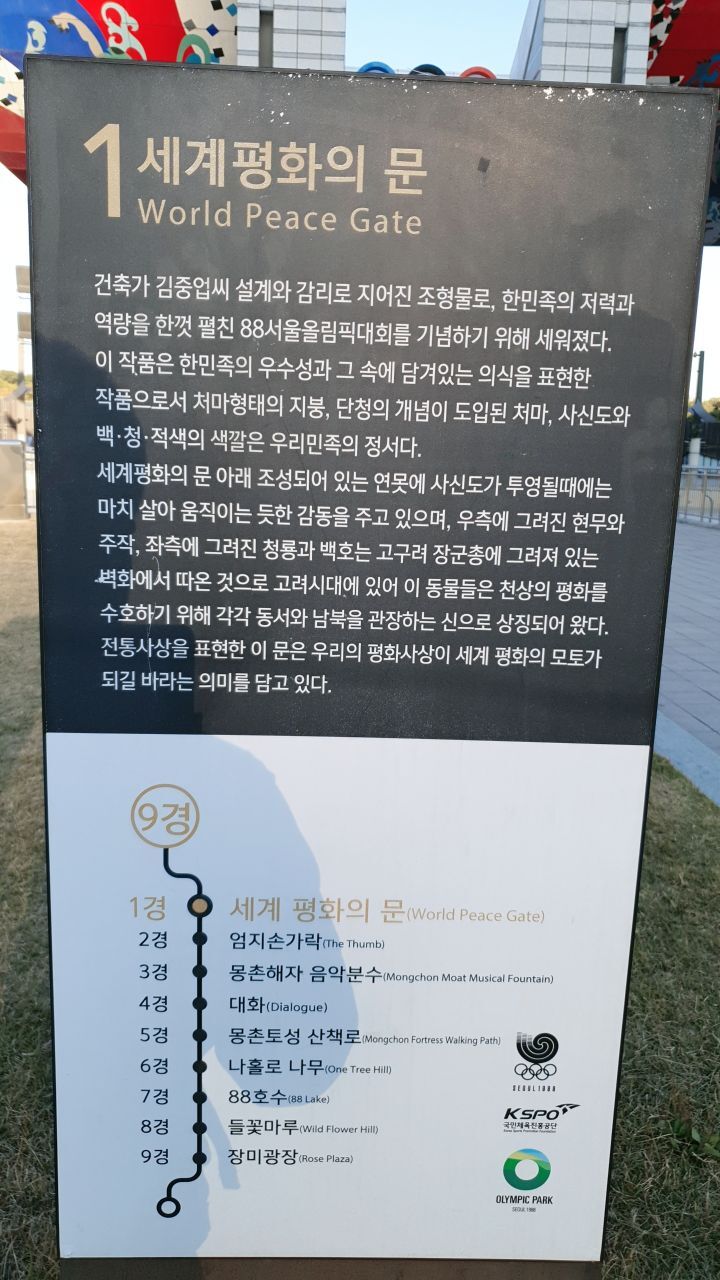 1 세계평화의 문
World Peace Gate
건축가 김중업씨 설계와 감리로 지어진 조형물로, 한민족의 저력과
역량을 한껏 펼친 88서울올림픽대회를 기념하기 위해 세워졌다.
이 작품은 한민족의 우수성과 그 속에 담겨있는 의식을 표현한
작품으로서 처마형태의 지붕, 단청의 개념이 도입된 처마, 사신도와
백·청·적색의 색깔은 우리민족의 정서다.
세계평화의 문 아래 조성되어 있는 연못에 사신도가 투영될때에는
마치 살아 움직이는 듯한 감동을 주고 있으며, 우측에 그려진 현무와
주작, 좌측에 그려진 청룡과 백호는 고구려 장군총에 그려져 있는
벽화에서 따온 것으로 고려시대에 있어 이 동물들은 천상의 평화를
수호하기 위해 각각 동서와 남북을 관장하는 신으로 상징되어 왔다.
전통사상을 표현한 이 문은 우리의 평화사상이 세계 평화의 모토가
되길 바라는 의미를 담고 있다.
9경
1경 세계 평화의 문(World Peace Gate)
2경 엄지손가락(The Thumb)
3경 몽촌해자 음악분수(Mongchon Moat Musical Fountain)
4경 대화(Dialogue)
5경 몽촌토성 산책로(Mongchon Fortress Walking Path)
6경 나홀로 나무(One Tree Hill)
7경 88호수(88 Lake)
8경 들꽃마루(Wild Flower Hill)
9경 장미광장(Rose Plaza)
SEOUL 1988
KSPO
국민체육진흥공단
Korea Sports Promotion Foundation
OLYMPIC PARK
SEOUL 1988